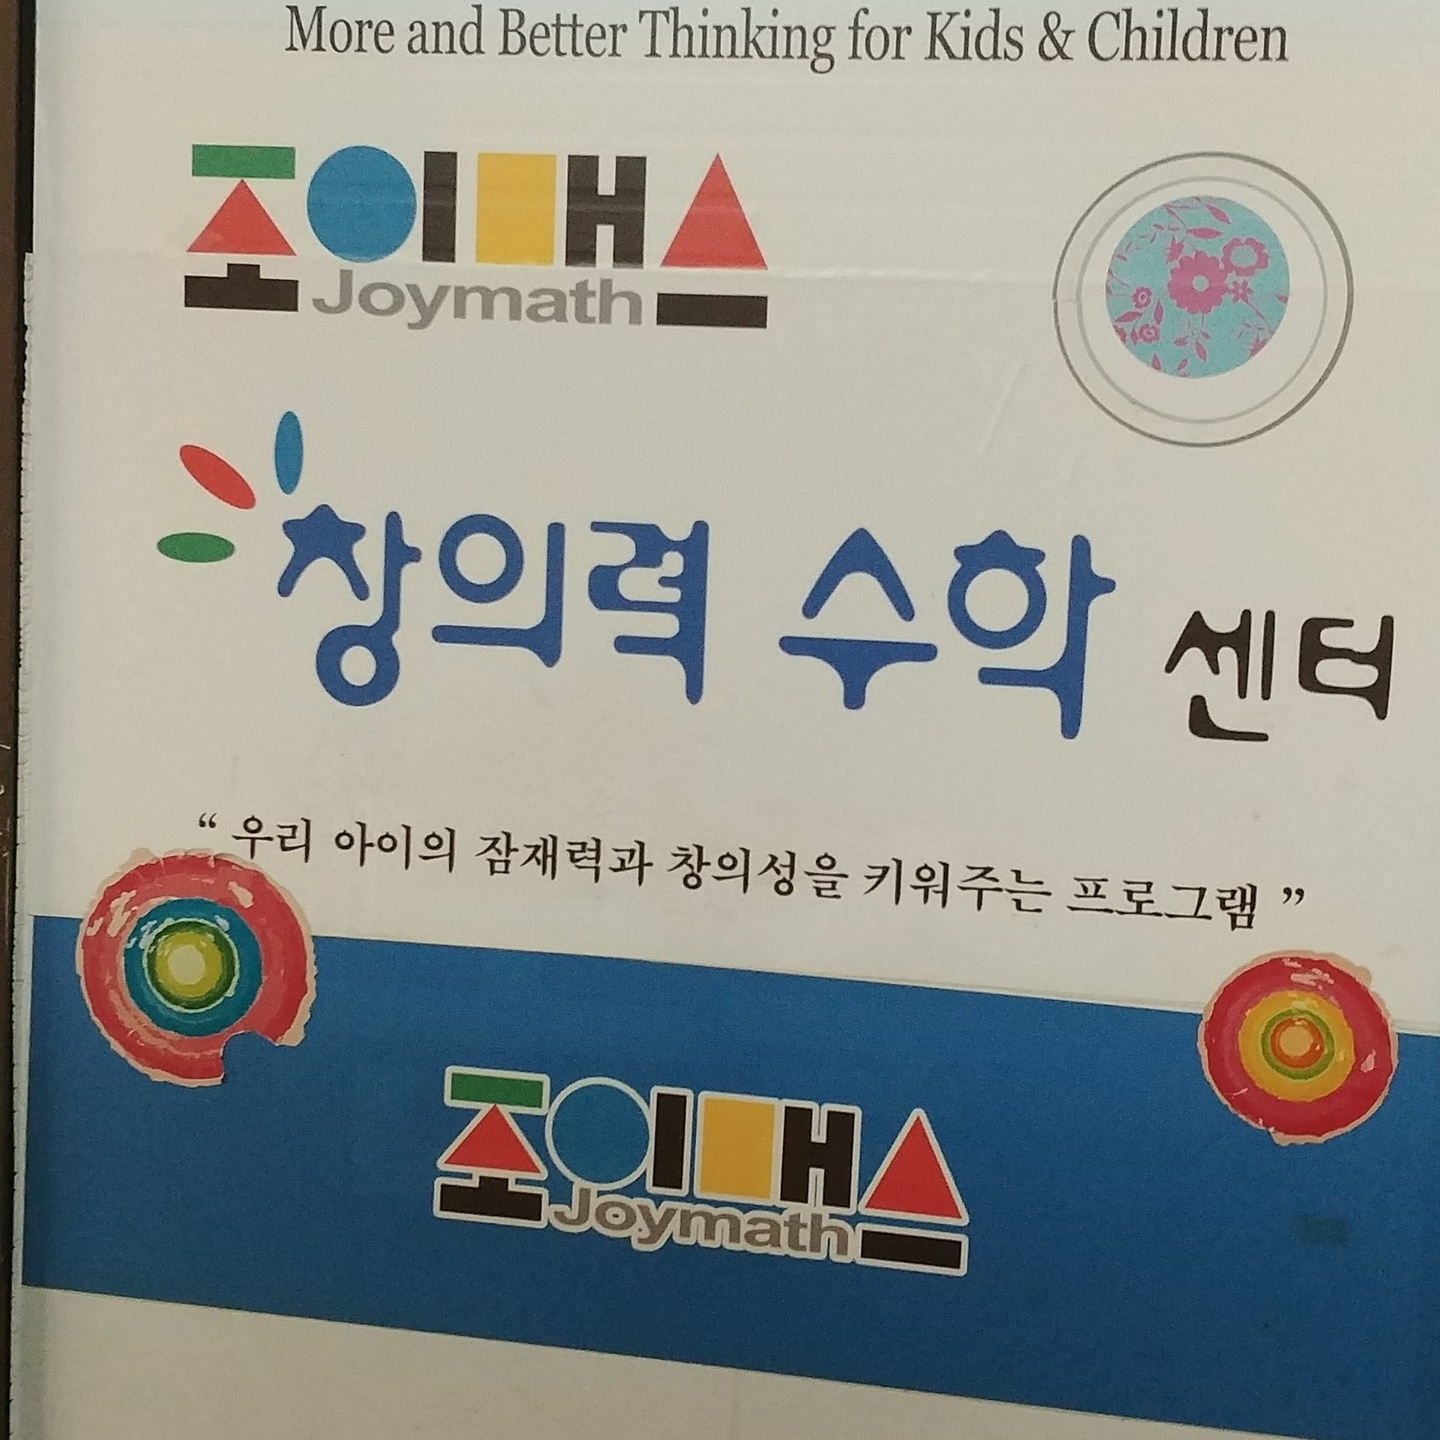 More and Better Thinking for Kids & Children
조이매스
Joymath
창의력 수학 센터
“ 우리 아이의 잠재력과 창의성을 키워주는 프로그램 ”
조이매스
Joymath